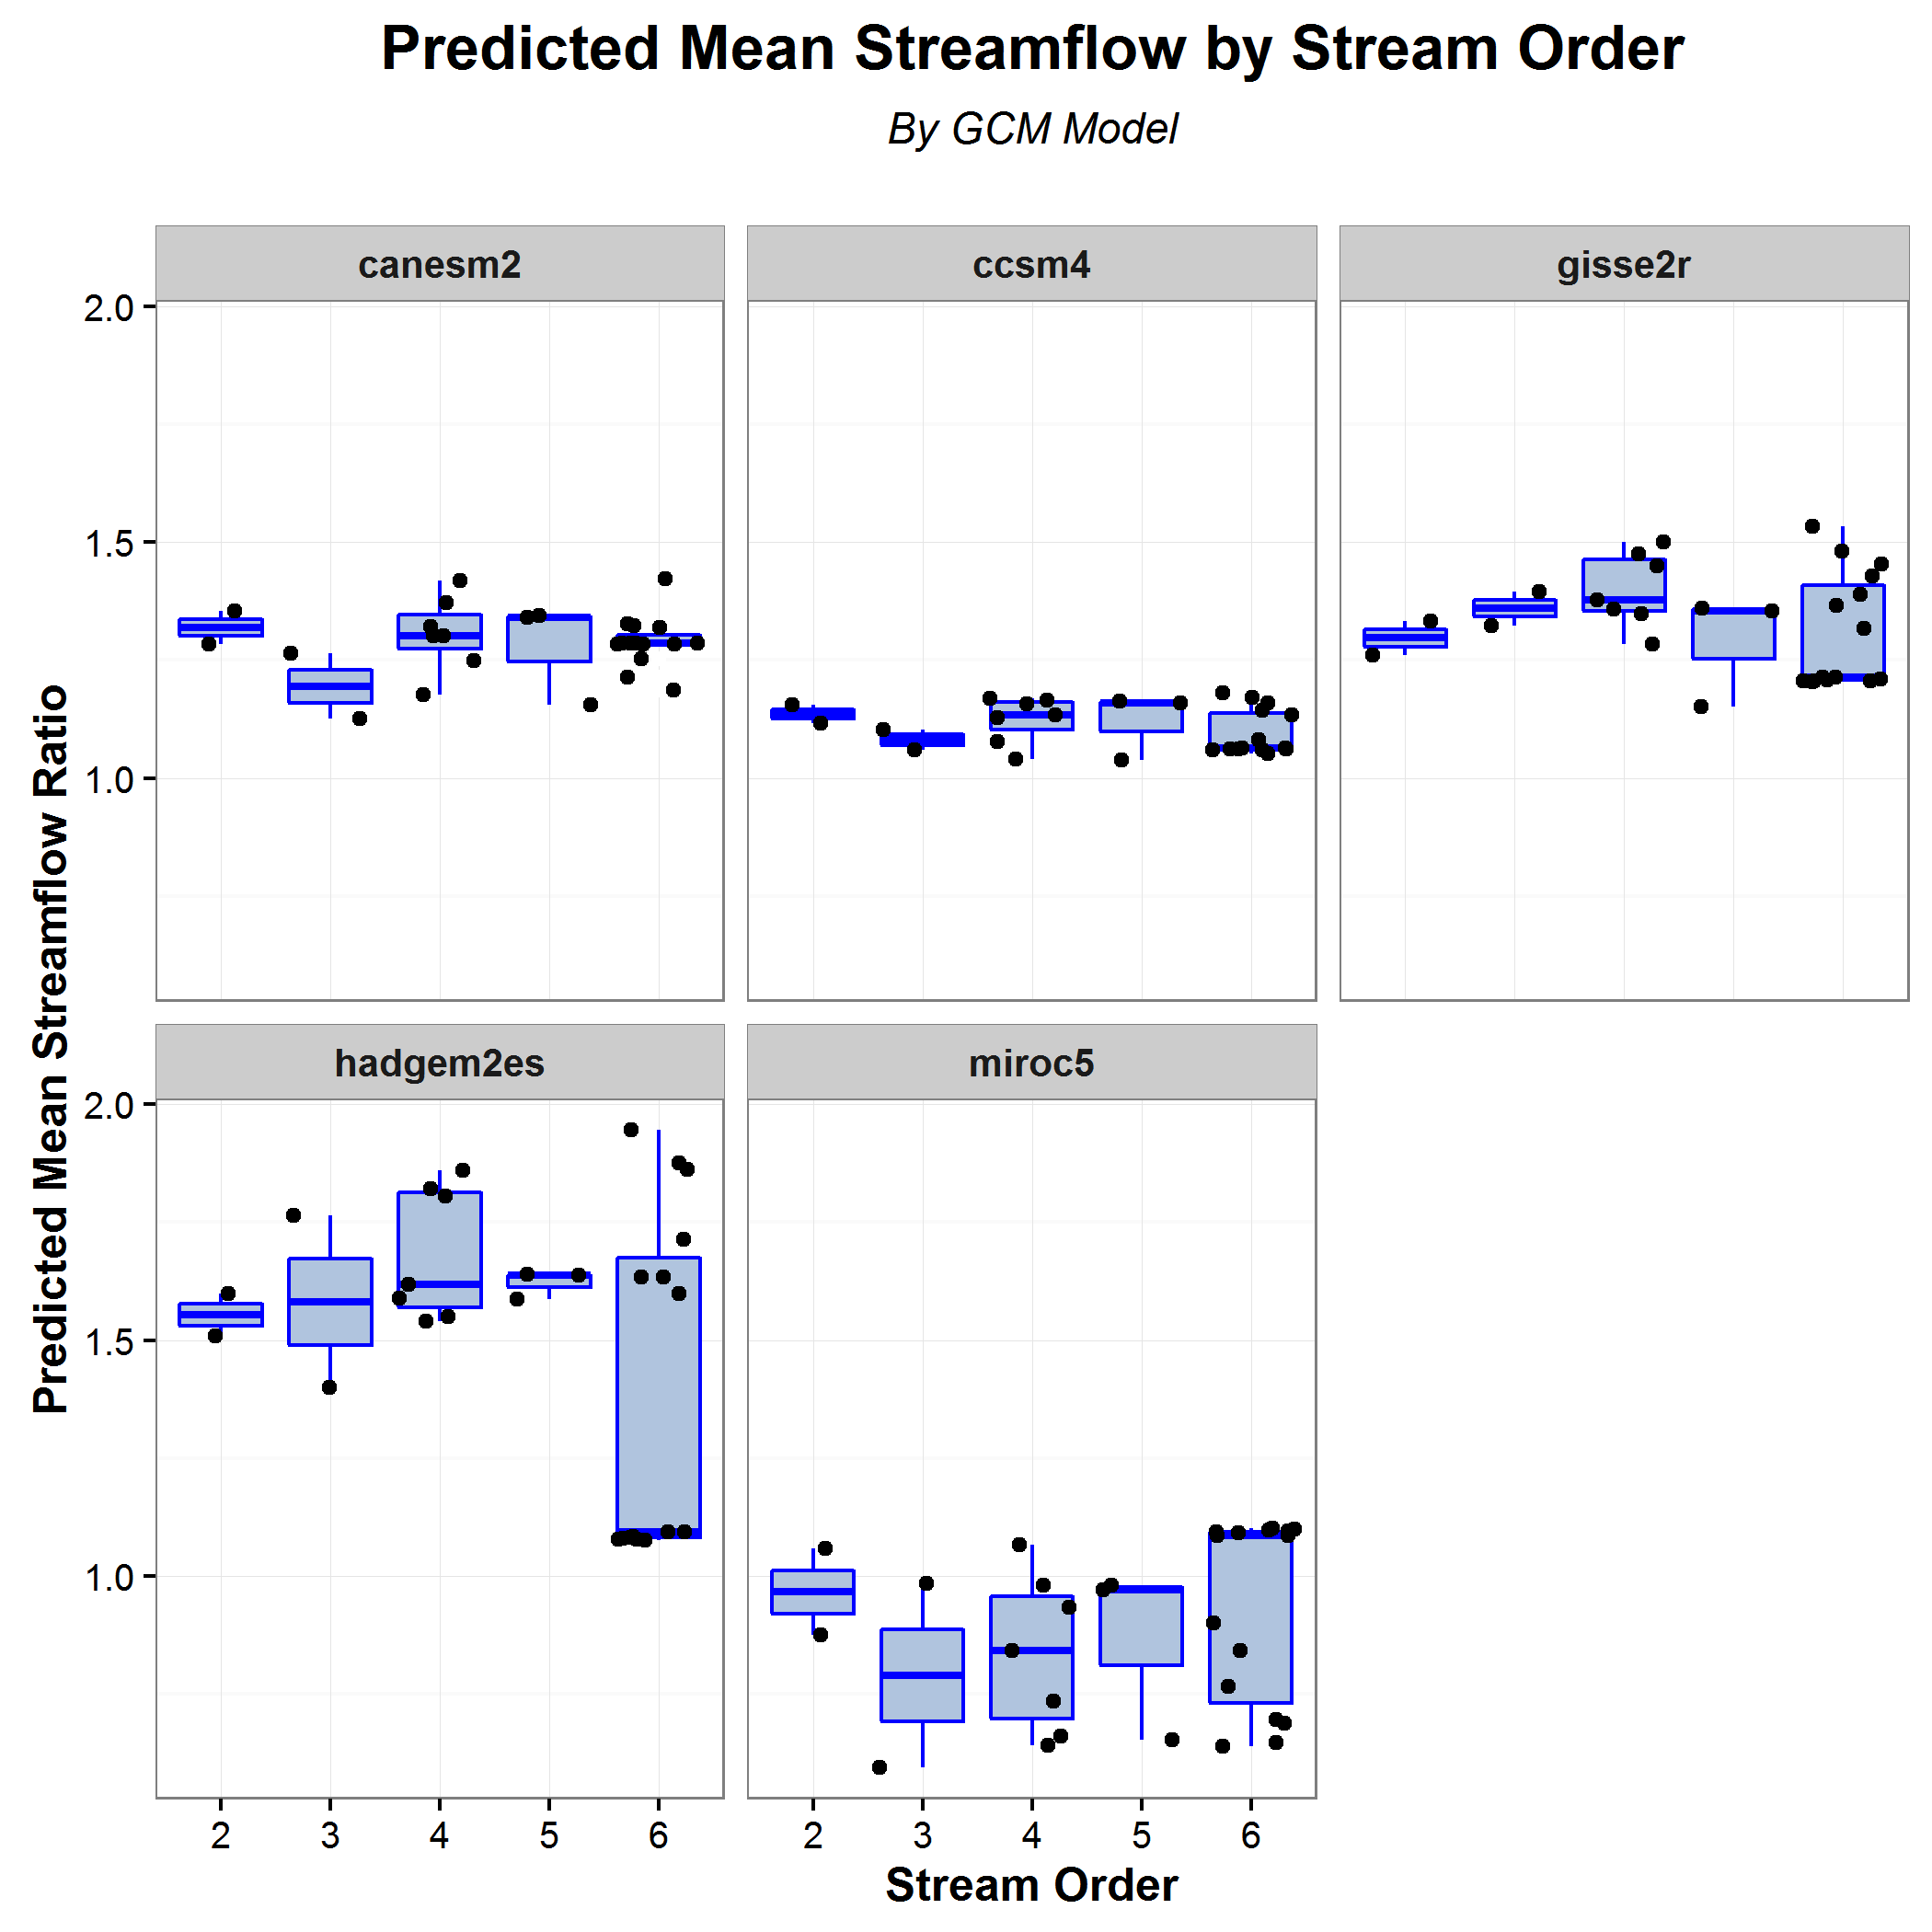 Predicted Mean Streamflow by Stream Order
By GCM Model
canesm2
ccsm4
gisse2r
2.0
1.5
1.0
Predicted Mean Streamflow Ratio
hadgem2es
miroc5
2.0
1.5
1.0
2 3 4 5 6
2 3 4 5 6
Stream Order